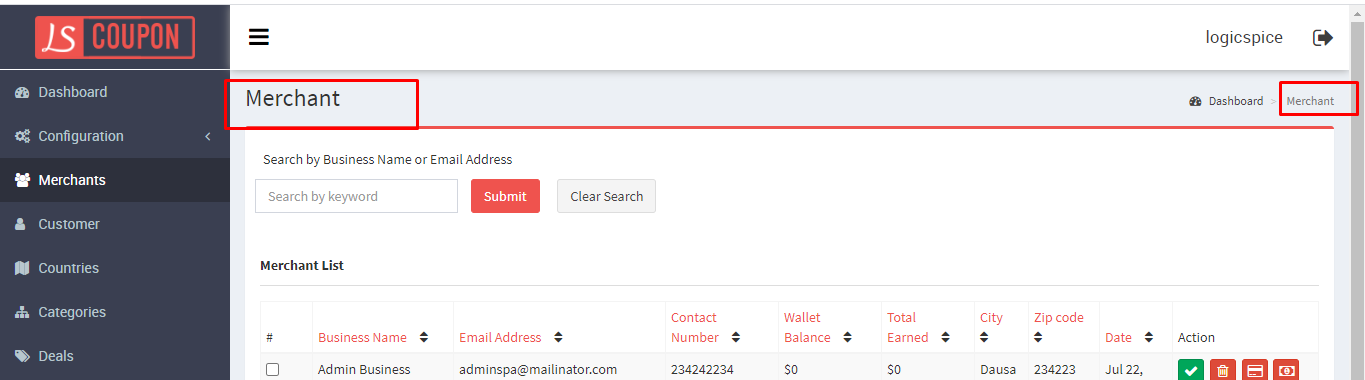 LS COUPON
logicspice
Dashboard
Configuration
Merchants
Customer
Countries
Categories
Deals
Merchant
Dashboard > Merchant
Search by Business Name or Email Address
Search by keyword
Submit
Clear Search
Merchant List
# Business Name Email Address Contact Number Wallet Balance Total Earned City Zip code Date Action
Admin Business adminspa@mailinator.com 234242234 $0 $0 Dausa 234223 Jul 22,